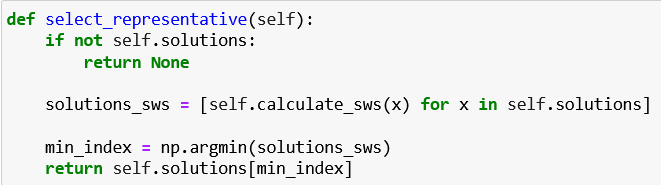 def select_representative(self):
    if not self.solutions:
        return None
    solutions_sws = [self.calculate_sws(x) for x in self.solutions]
    min_index = np.argmin(solutions_sws)
    return self.solutions[min_index]